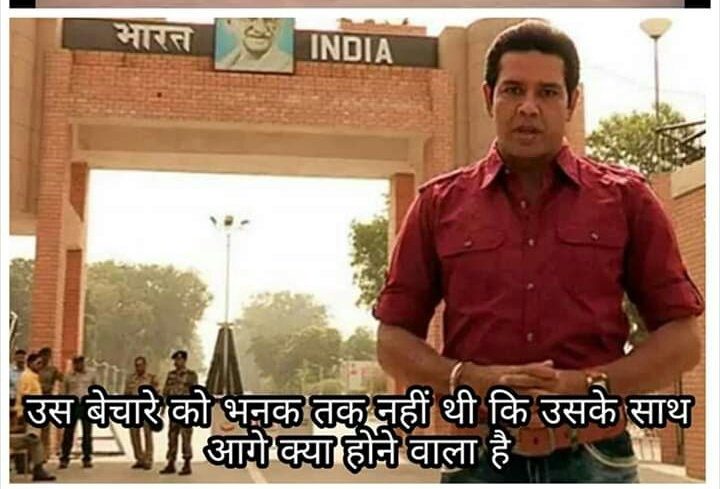 भारत INDIA
उस बेचारे को भनक तक नहीं थी कि उसके साथ
आगे क्या होने वाला है